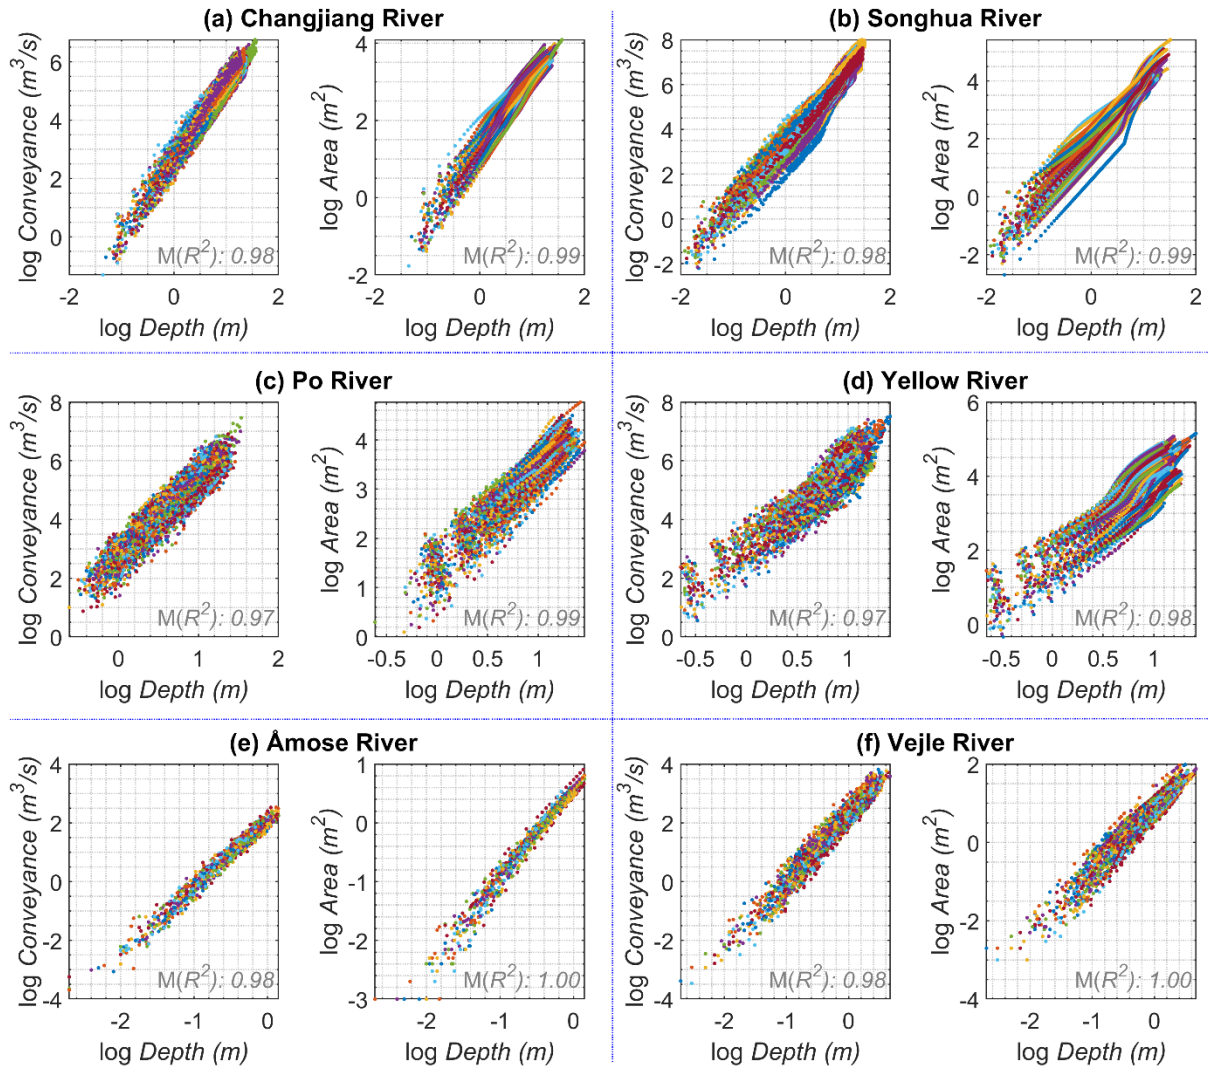 (a) Changjiang River
log Conveyance (m³/s)
6
4
2
0
-2
0
2
log Depth (m)
M(R²): 0.98
log Area (m²)
4
2
0
-2
-2
0
2
log Depth (m)
M(R²): 0.99
(b) Songhua River
log Conveyance (m³/s)
8
6
4
2
0
-2
-2
0
2
log Depth (m)
M(R²): 0.98
log Area (m²)
6
4
2
0
-2
-2
0
2
log Depth (m)
M(R²): 0.99
(c) Po River
log Conveyance (m³/s)
8
6
4
2
0
0
1
2
log Depth (m)
M(R²): 0.97
log Area (m²)
4
3
2
1
0
-0.5
0
0.5
1
log Depth (m)
M(R²): 0.99
(d) Yellow River
log Conveyance (m³/s)
8
6
4
2
0
-0.5
0
0.5
1
log Depth (m)
M(R²): 0.97
log Area (m²)
6
4
2
0
-0.5
0
0.5
1
log Depth (m)
M(R²): 0.98
(e) Åmose River
log Conveyance (m³/s)
4
2
0
-2
-4
-2
-1
0
log Depth (m)
M(R²): 0.98
log Area (m²)
1
0
-1
-2
-3
-2
-1
0
log Depth (m)
M(R²): 1.00
(f) Vejle River
log Conveyance (m³/s)
4
2
0
-2
-4
-2
-1
0
log Depth (m)
M(R²): 0.98
log Area (m²)
2
0
-2
-4
-2
-1
0
log Depth (m)
M(R²): 1.00